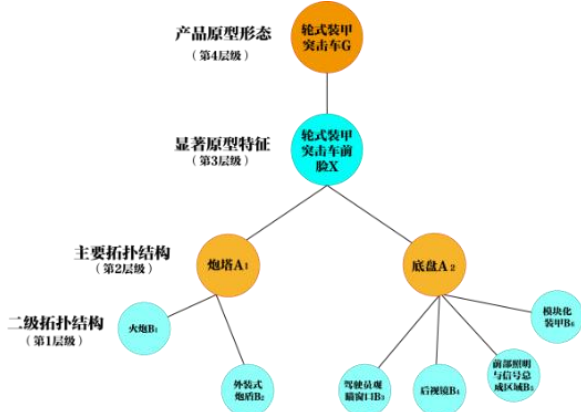 产品原型形态
（第4层级）
轮式装甲
突击车G
显著原型特征
（第3层级）
轮式装甲
突击车前
脸X
主要拓扑结构
（第2层级）
炮塔A1
底盘A2
二级拓扑结构
（第1层级）
火炮B1
外装式
炮盾B2
驾驶员观
瞄窗口B3
后视镜B4
前部照明
与信号总
成区域B5
模块化
装甲B6